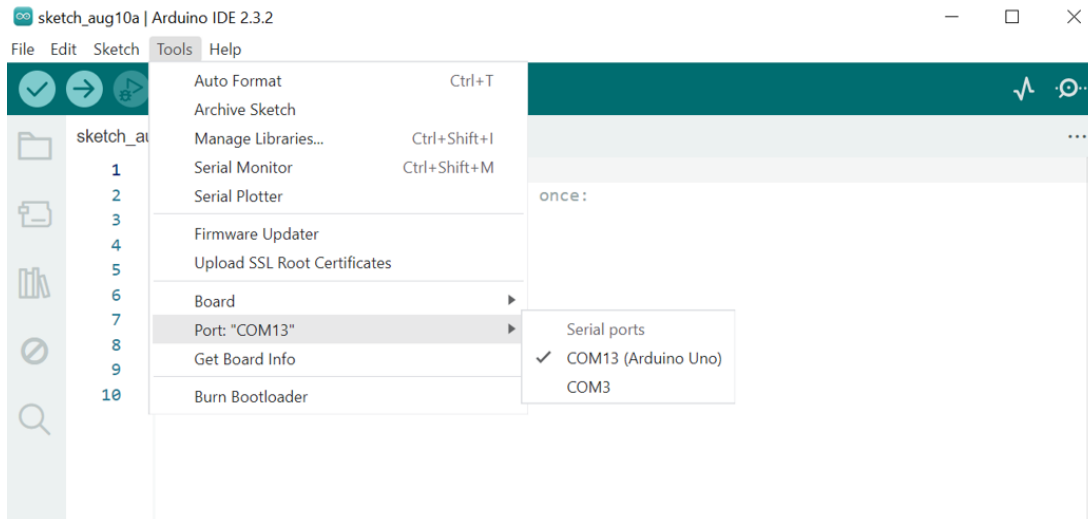 sketch_aug10a | Arduino IDE 2.3.2
File Edit Sketch Tools Help
Auto Format Ctrl+T
Archive Sketch
sketch_au
Manage Libraries... Ctrl+Shift+I
1
Serial Monitor Ctrl+Shift+M
2
Serial Plotter
once:
3
4
Firmware Updater
5
Upload SSL Root Certificates
6
Board
7
Port: "COM13"
Serial ports
8
Get Board Info
COM13 (Arduino Uno)
9
COM3
10
Burn Bootloader